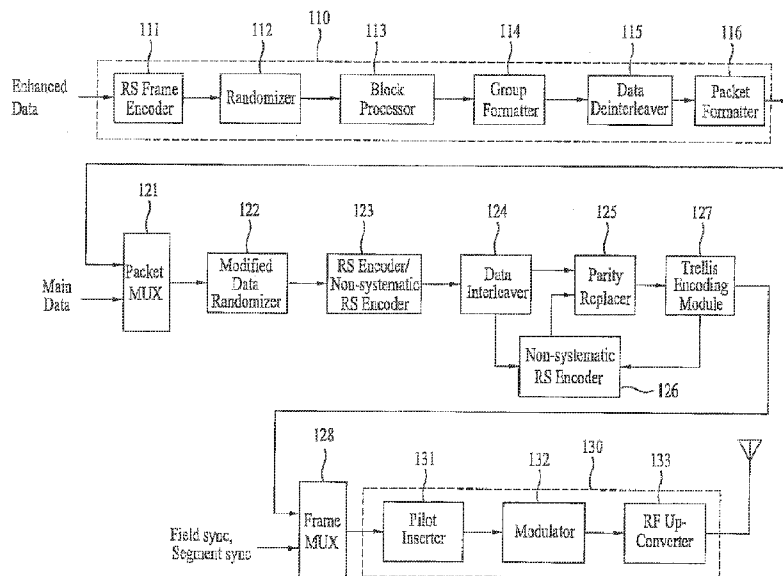 110
111
112
113
114
115
116
Enhanced
Data
RS Frame
Encoder
Randomizer
Block
Processor
Group
Formatter
Data
Deinterleaver
Packet
Formatter
121
122
123
124
125
127
Main
Data
Packet
MUX
Modified
Data
Randomizer
RS Encoder/
Non-systematic
RS Encoder
Data
Interleaver
Parity
Replacer
Trellis
Encoding
Module
Non-systematic
RS Encoder
126
128
131
132
130
133
Field sync,
Segment sync
Frame
MUX
Pilot
Inserter
Modulator
RF Up-
Converter